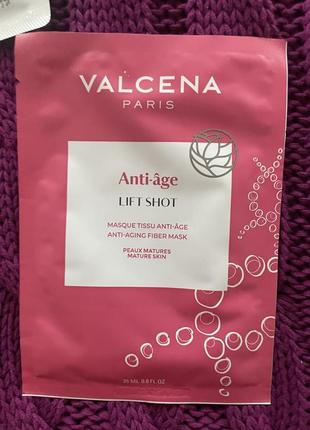 VALCENA
PARIS
Anti-âge
LIFT SHOT
MASQUE TISSU ANTI-ÂGE
ANTI-AGING FIBER MASK
PEAUX MATURES
MATURE SKIN